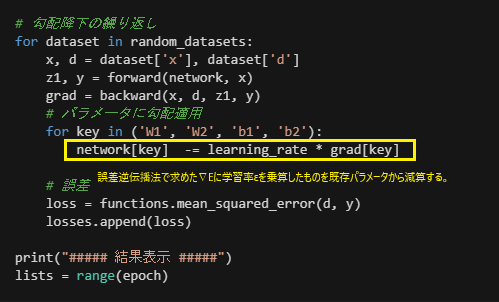 # 勾配降下の繰り返し
for dataset in random_datasets:
    x, d = dataset['x'], dataset['d']
    z1, y = forward(network, x)
    grad = backward(x, d, z1, y)
    # パラメータに勾配適用
    for key in ('W1', 'W2', 'b1', 'b2'):
        network[key]  -= learning_rate * grad[key]
誤差逆伝播法で求めた∇Eに学習率εを乗算したものを既存パラメータから減算する。
    # 誤差
    loss = functions.mean_squared_error(d, y)
    losses.append(loss)
print("##### 結果表示 #####")
lists = range(epoch)